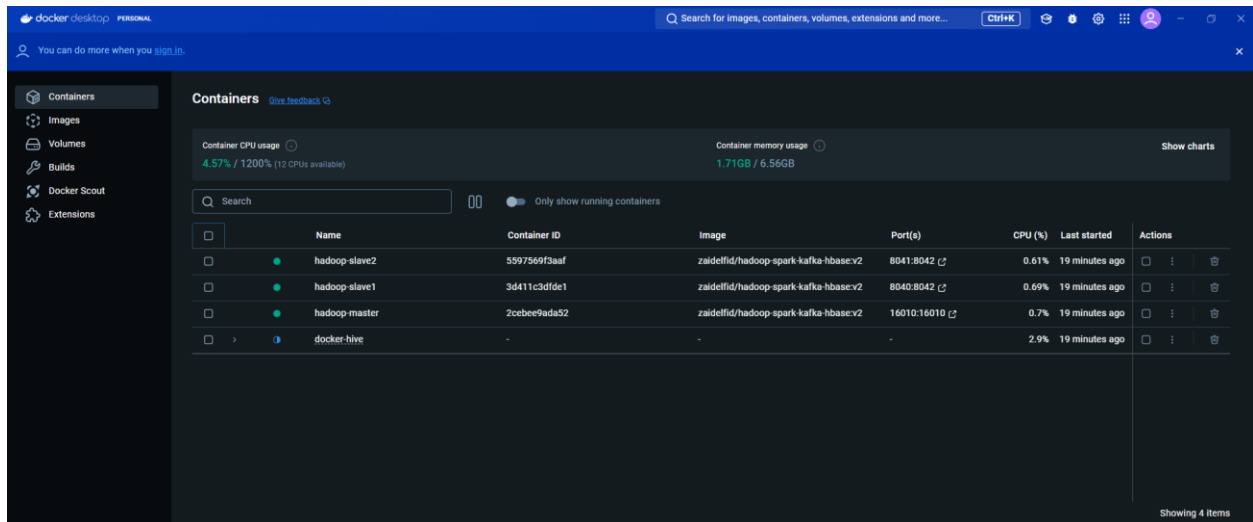 docker desktop PERSONAL Search for images, containers, volumes, extensions and more... Ctrl+K
You can do more when you sign in.
Containers
Images
Volumes
Builds
Docker Scout
Extensions
Containers Give feedback
Container CPU usage
4.57% / 1200% (12 CPUs available)
Container memory usage
1.71GB / 6.56GB
Show charts
Search
Only show running containers
Name Container ID Image Port(s) CPU (%) Last started Actions
hadoop-slave2 5597569f3aaf zaidelfid/hadoop-spark-kafka-hbase:v2 8041:8042 0.61% 19 minutes ago
hadoop-slave1 3d411c3dfde1 zaidelfid/hadoop-spark-kafka-hbase:v2 8040:8042 0.69% 19 minutes ago
hadoop-master 2cebee9ada52 zaidelfid/hadoop-spark-kafka-hbase:v2 16010:16010 0.7% 19 minutes ago
docker-hive - - - 2.9% 19 minutes ago
Showing 4 items